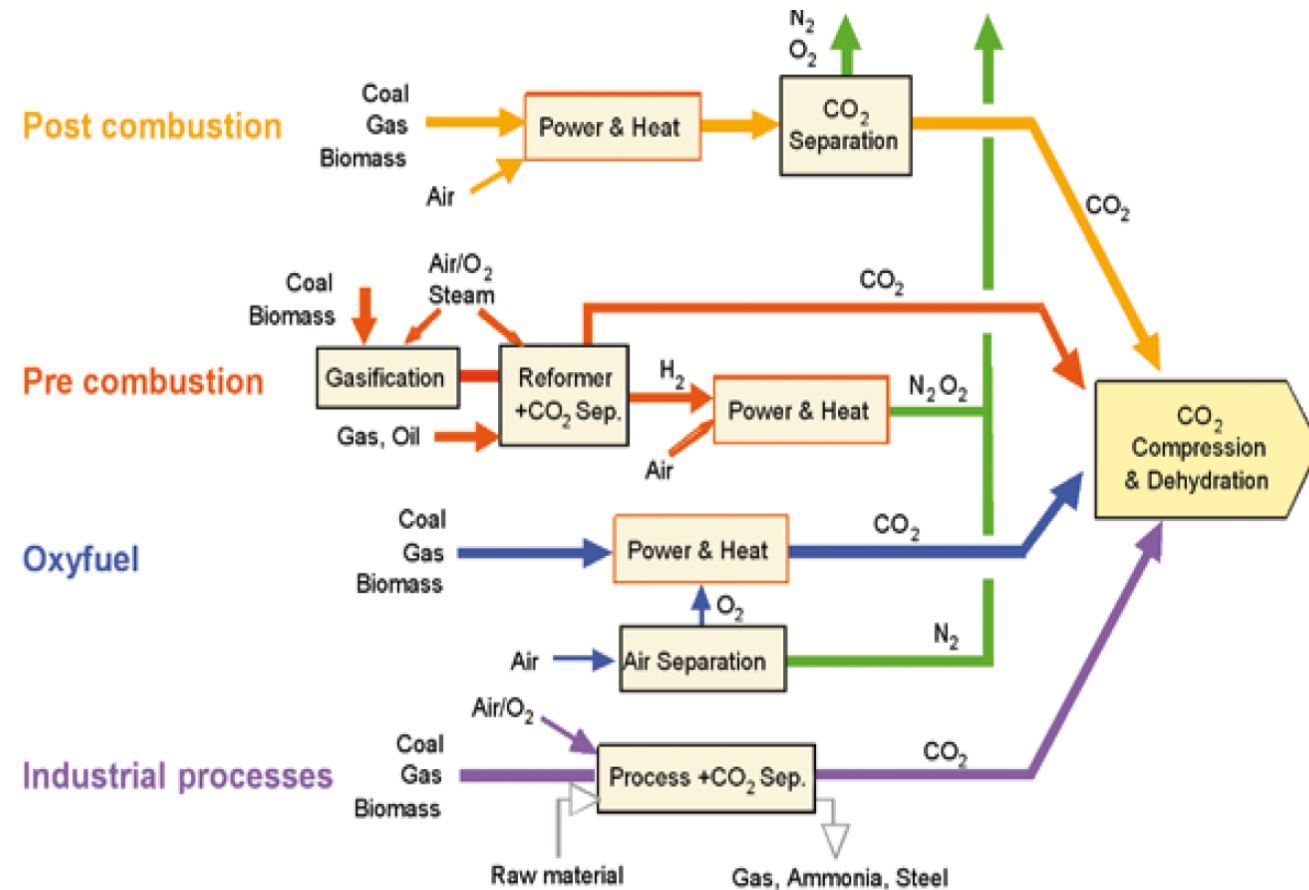 N₂
O₂
Post combustion
Coal
Gas
Biomass
Air
Power & Heat
CO₂
Separation
CO₂
Pre combustion
Coal
Biomass
Air/O₂
Steam
Gasification
Gas, Oil
Reformer
+CO₂ Sep.
H₂
Air
Power & Heat
N₂ O₂
CO₂
CO₂
Compression
& Dehydration
Oxyfuel
Coal
Gas
Biomass
Power & Heat
CO₂
O₂
Air
Air Separation
N₂
Industrial processes
Air/O₂
Coal
Gas
Biomass
Process +CO₂ Sep.
CO₂
Raw material
Gas, Ammonia, Steel